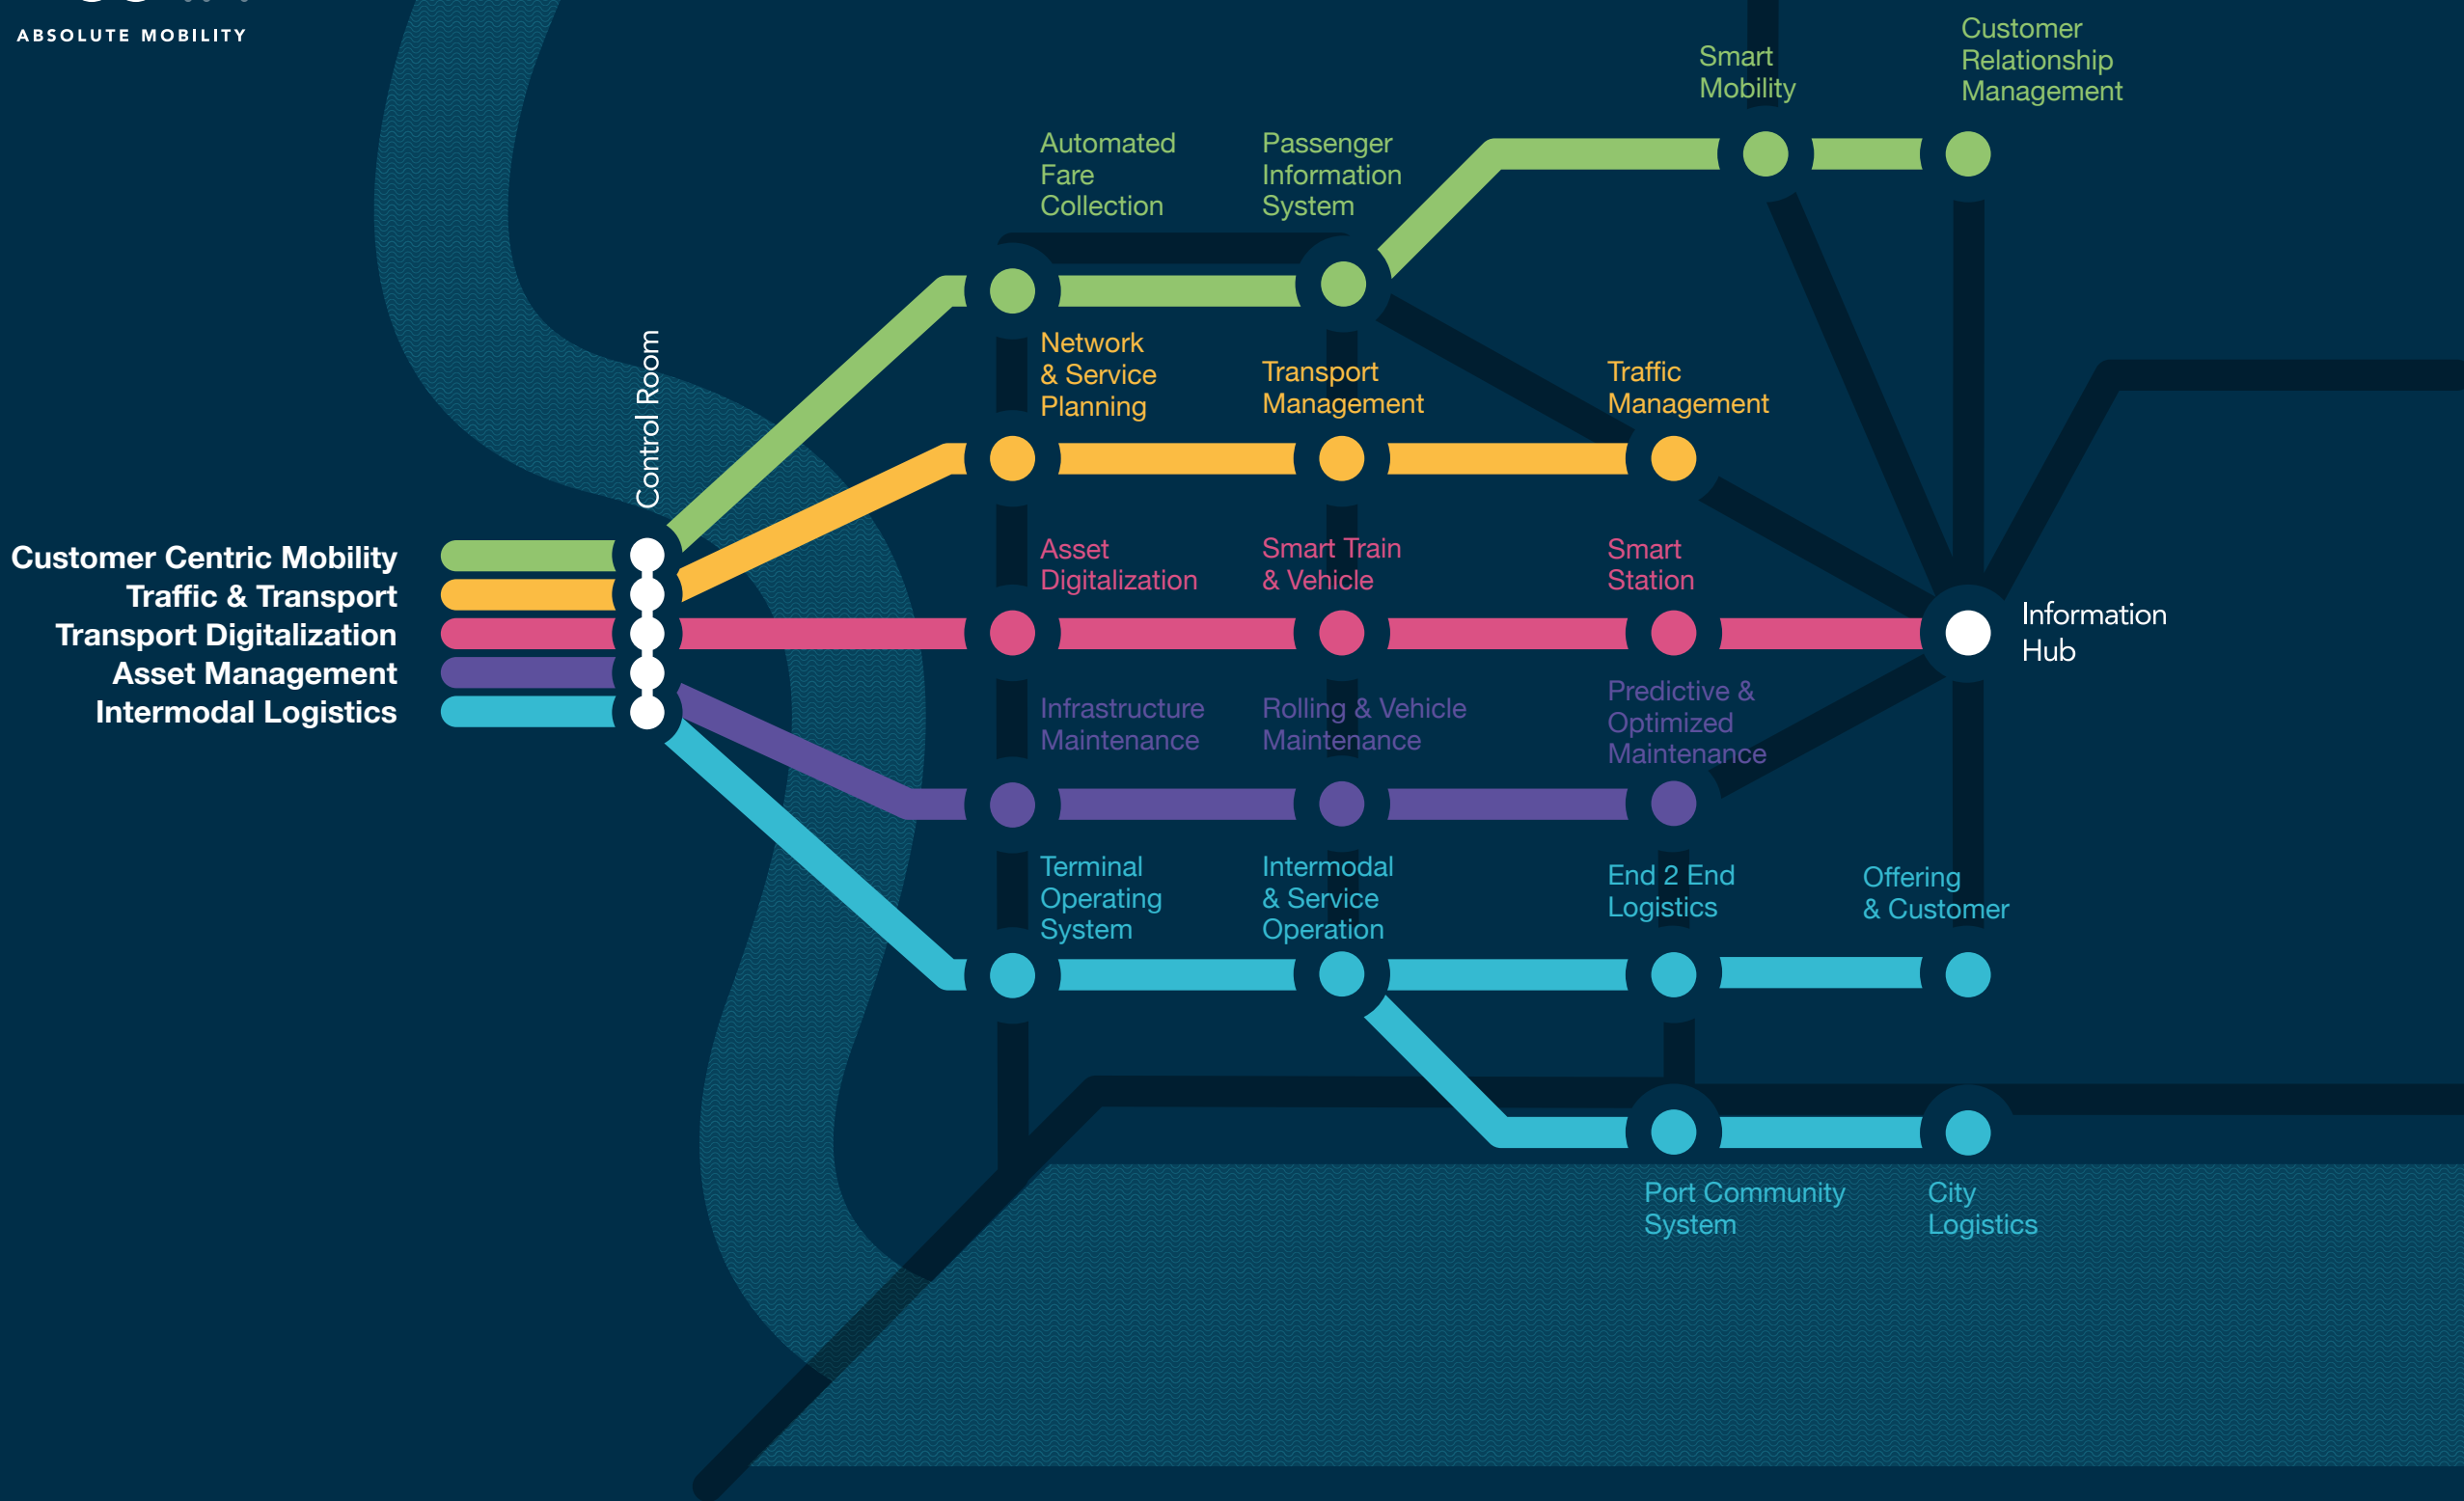 ABSOLUTE MOBILITY
Smart
Mobility
Customer
Relationship
Management
Automated
Fare
Collection
Passenger
Information
System
Control Room
Network
& Service
Planning
Transport
Management
Traffic
Management
Customer Centric Mobility
Traffic & Transport
Transport Digitalization
Asset Management
Intermodal Logistics
Asset
Digitalization
Smart Train
& Vehicle
Smart
Station
Information
Hub
Infrastructure
Maintenance
Rolling & Vehicle
Maintenance
Predictive &
Optimized
Maintenance
Terminal
Operating
System
Intermodal
& Service
Operation
End 2 End
Logistics
Offering
& Customer
Port Community
System
City
Logistics